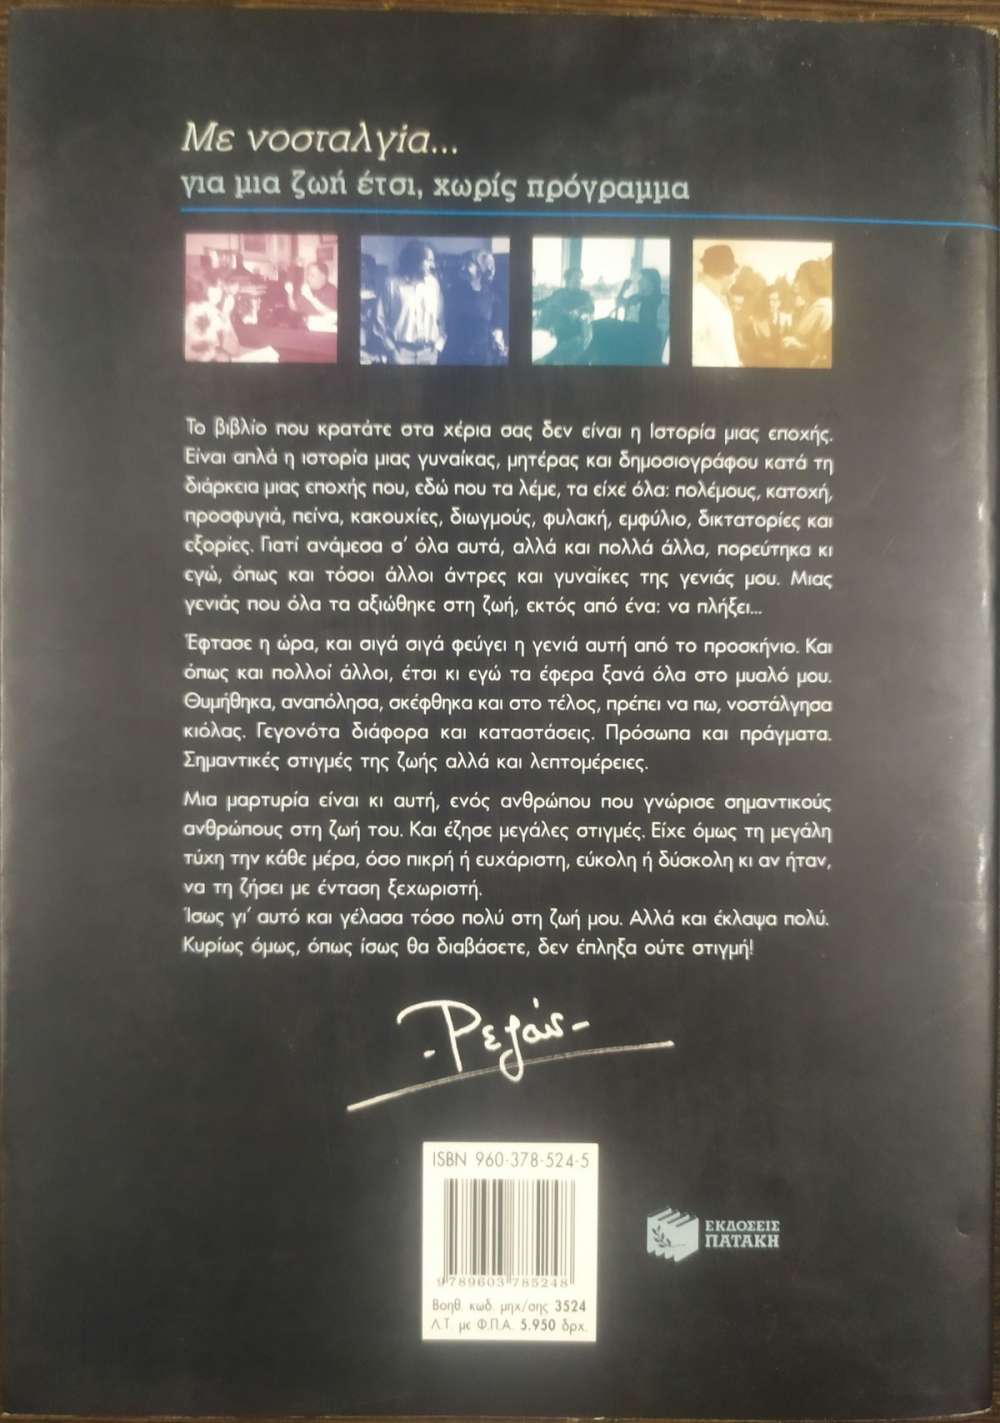 Με νοσταλγία...
για μια ζωή έτσι, χωρίς πρόγραμμα
Το βιβλίο που κρατάτε στα χέρια σας δεν είναι η Ιστορία μιας εποχής.
Είναι απλά η ιστορία μιας γυναίκας, μητέρας και δημοσιογράφου κατά τη
διάρκεια μιας εποχής που, εδώ που τα λέμε, τα είχε όλα: πολέμους, κατοχή,
προσφυγιά, πείνα, κακουχίες, διωγμούς, φυλακή, εμφύλιο, δικτατορίες και
εξορίες. Γιατί ανάμεσα σ' όλα αυτά, αλλά και πολλά άλλα, πορεύτηκα κι
εγώ, όπως και τόσοι άλλοι άντρες και γυναίκες της γενιάς μου. Μιας
γενιάς που όλα τα αξιώθηκε στη ζωή, εκτός από ένα: να πλήξει...
Έφτασε η ώρα, και σιγά σιγά φεύγει η γενιά αυτή από το προσκήνιο. Και
όπως και πολλοί άλλοι, έτσι κι εγώ τα έφερα ξανά όλα στο μυαλό μου.
Θυμήθηκα, αναπόλησα, σκέφθηκα και στο τέλος, πρέπει να πω, νοστάλγησα
κιόλας. Γεγονότα διάφορα και καταστάσεις. Πρόσωπα και πράγματα.
Σημαντικές στιγμές της ζωής αλλά και λεπτομέρειες.
Μια μαρτυρία είναι κι αυτή, ενός ανθρώπου που γνώρισε σημαντικούς
ανθρώπους στη ζωή του. Και έζησε μεγάλες στιγμές. Είχε όμως τη μεγάλη
τύχη την κάθε μέρα, όσο πικρή ή ευχάριστη, εύκολη ή δύσκολη κι αν ήταν,
να τη ζήσει με ένταση ξεχωριστή.
Ίσως γι' αυτό και γέλασα τόσο πολύ στη ζωή μου. Αλλά και έκλαψα πολύ.
Κυρίως όμως, όπως ίσως θα διαβάσετε, δεν έπληξα ούτε στιγμή!
-Ρεζάν-
ISBN 960-378-524-5
9 789603 785248
Βοηθ. κωδ. μηχ/σης 3524
Λ.Τ. με Φ.Π.Α. 5.950 δρχ.
ΕΚΔΟΣΕΙΣ
ΠΑΤΑΚΗ